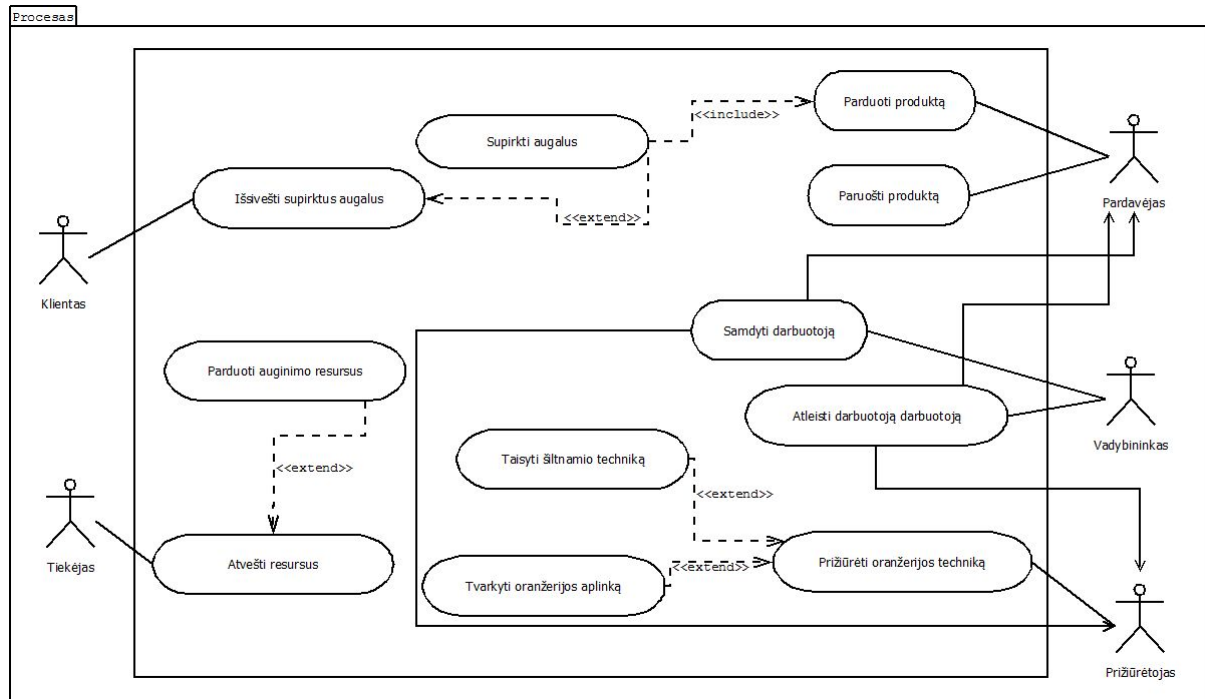 Procesas
Parduoti produktą
<<include>>
Supirkti augalus
Išsivešti supirktus augalus
Paruošti produktą
Pardavėjas
<<extend>>
Klientas
Samdyti darbuotoją
Parduoti auginimo resursus
Atleisti darbuotoją darbuotoją
Vadybininkas
Taisyti šiltnamio techniką
<<extend>>
<<extend>>
Tiekėjas
Atvešti resursus
Prižiūrėti oranžerijos techniką
<<extend>>
Tvarkyti oranžerijos aplinką
Prižiūrėtojas